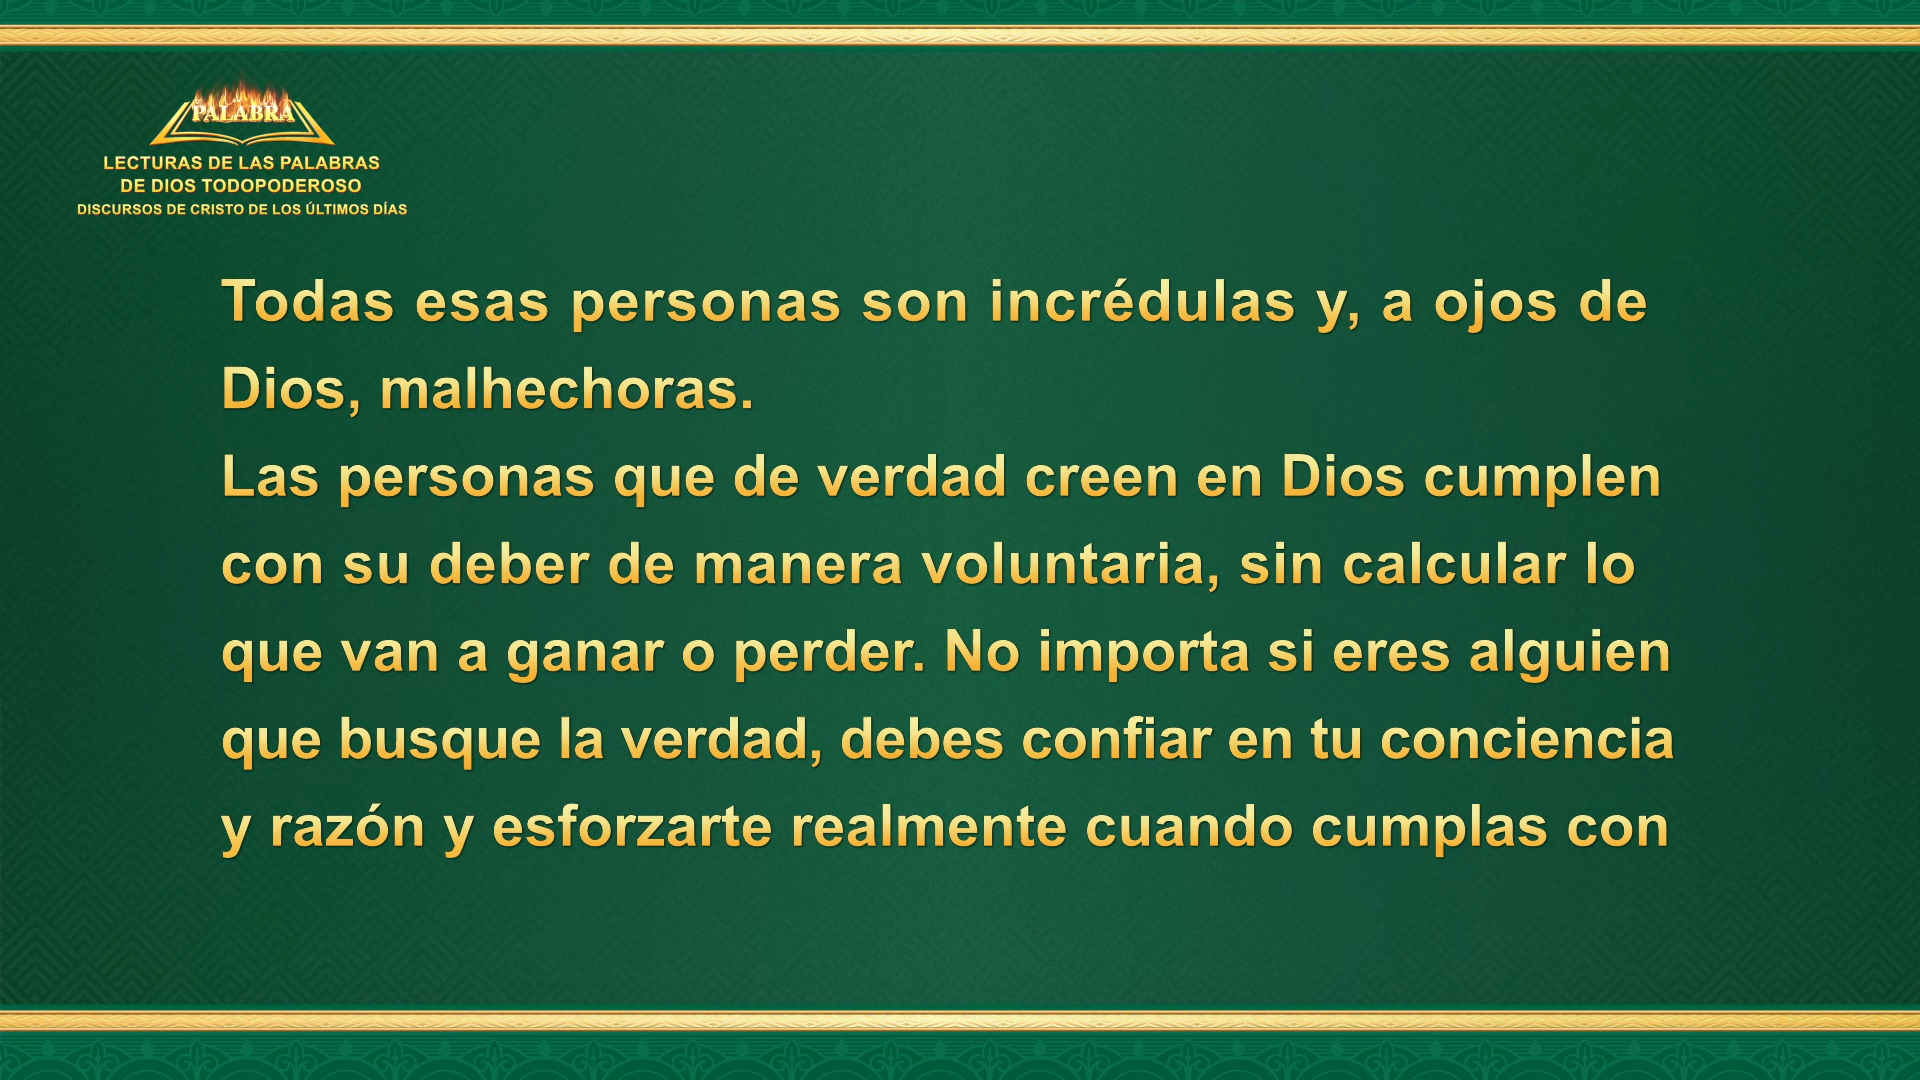 PALABRA
LECTURAS DE LAS PALABRAS
DE DIOS TODOPODEROSO
DISCURSOS DE CRISTO DE LOS ÚLTIMOS DÍAS
Todas esas personas son incrédulas y, a ojos de
Dios, malhechoras.
Las personas que de verdad creen en Dios cumplen
con su deber de manera voluntaria, sin calcular lo
que van a ganar o perder. No importa si eres alguien
que busque la verdad, debes confiar en tu conciencia
y razón y esforzarte realmente cuando cumplas con